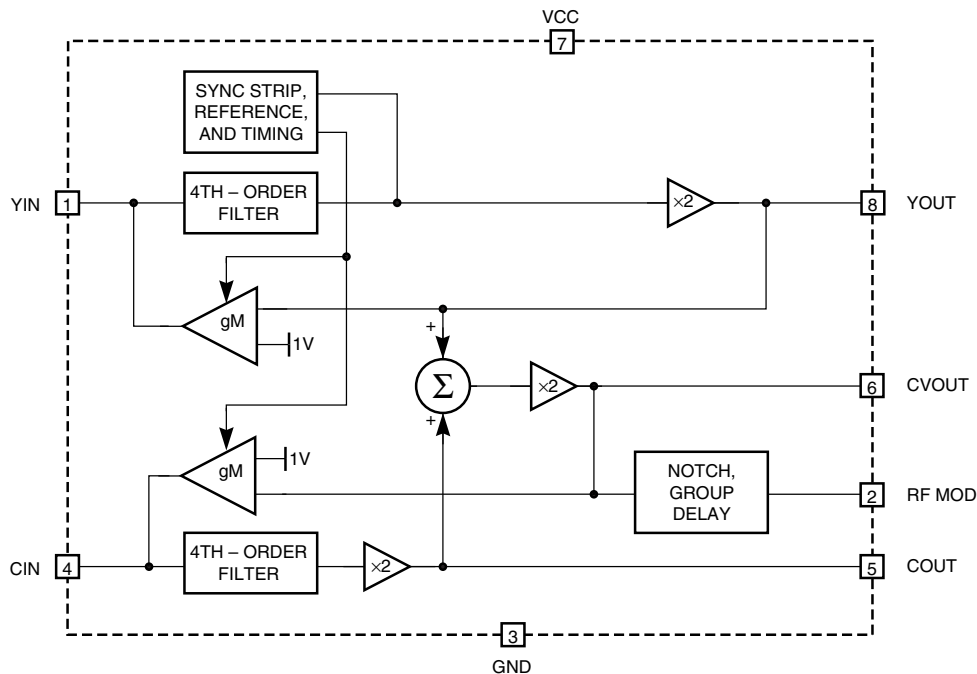 VCC
7
SYNC STRIP,
REFERENCE,
AND TIMING
YIN
1
4TH – ORDER
FILTER
×2
8
YOUT
gM
1V
+
Σ
×2
6
CVOUT
+
gM
1V
NOTCH,
GROUP
DELAY
2
RF MOD
CIN
4
4TH – ORDER
FILTER
×2
5
COUT
3
GND